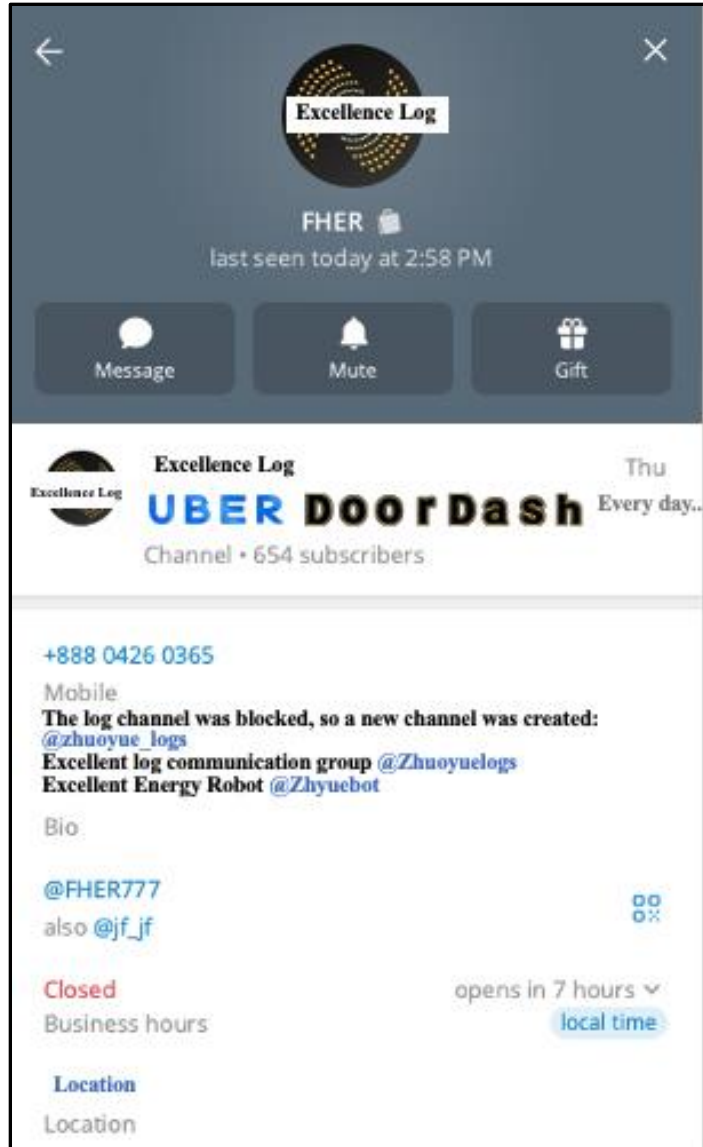 Excellence Log
FHER
last seen today at 2:58 PM
Message
Mute
Gift
Excellence Log
Excellence Log
Thu
UBER DoorDash
Every day..
Channel • 654 subscribers
+888 0426 0365
Mobile
The log channel was blocked, so a new channel was created:
@zhuoyue_logs
Excellent log communication group @Zhuoyuelogs
Excellent Energy Robot @Zhyuebot
Bio
@FHER777
also @jf_jf
Closed
opens in 7 hours
Business hours
local time
Location
Location